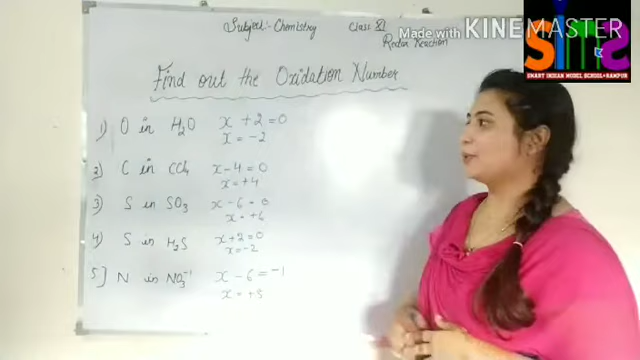 Subject:- Chemistry Class XI
Made with KINEMASTER
Redox Reaction
SIMS
SMART INDIAN MODEL SCHOOL•RAMPUR
Find out the Oxidation Number
1) O in H₂O x + 2 = 0
x = -2
2) C in CCl₄ x - 4 = 0
x = +4
3) S in SO₃ x - 6 = 0
x = +6
4) S in H₂S x + 2 = 0
x = -2
5] N in NO₃⁻¹ x - 6 = -1
x = +5